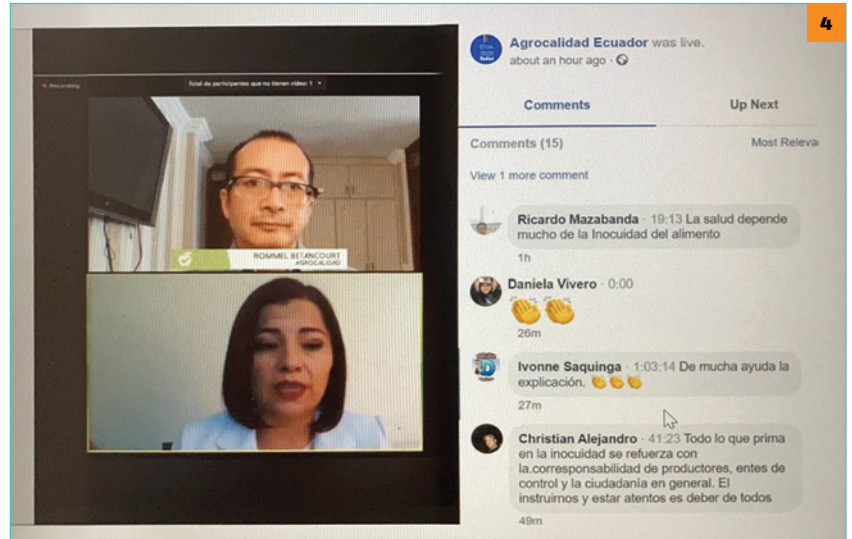 4
Agrocalidad Ecuador was live.
about an hour ago
Comments
Up Next
Comments (15)
Most Releva
View 1 more comment
Recording
Total de participantes que no tienen video: 1
ROMMEL BETANCOURT
AGROCALIDAD
Ricardo Mazabanda · 19:13 La salud depende
mucho de la Inocuidad del alimento
1h
Daniela Vivero · 0:00
👏👏
26m
Ivonne Saquinga · 1:03:14 De mucha ayuda la
explicación. 👏👏👏
27m
Christian Alejandro · 41:23 Todo lo que prima
en la inocuidad se refuerza con
la.corresponsabilidad de productores, entes de
control y la ciudadanía en general. El
instruirnos y estar atentos es deber de todos
49m